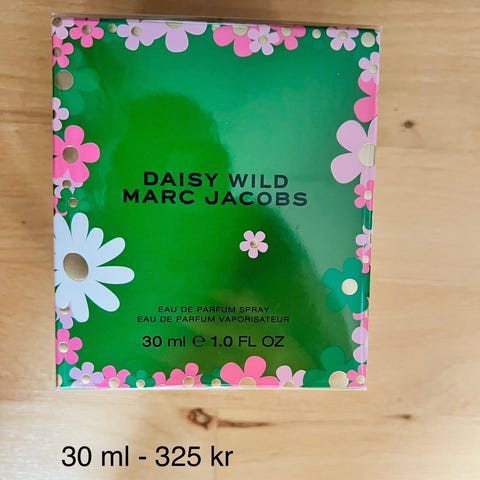 DAISY WILD
MARC JACOBS
EAU DE PARFUM SPRAY
EAU DE PARFUM VAPORISATEUR
30 ml ℮ 1.0 FL OZ
30 ml - 325 kr